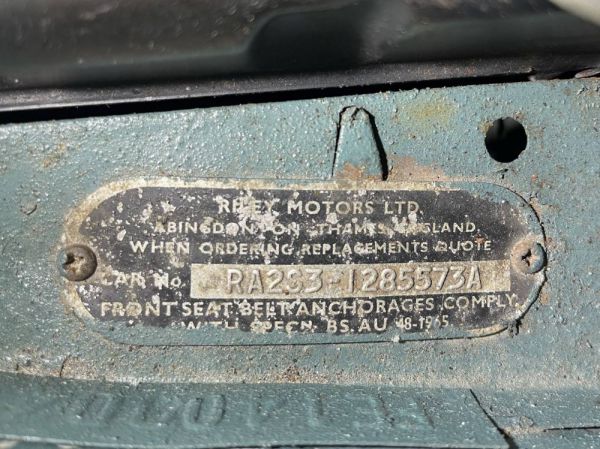 RILEY MOTORS LTD.
ABINGDON-ON-THAMES, ENGLAND
WHEN ORDERING REPLACEMENTS QUOTE
CAR No. RA2S3-1285573A
FRONT SEAT BELT ANCHORAGES COMPLY
WITH SPECN. BS. AU 48-1965